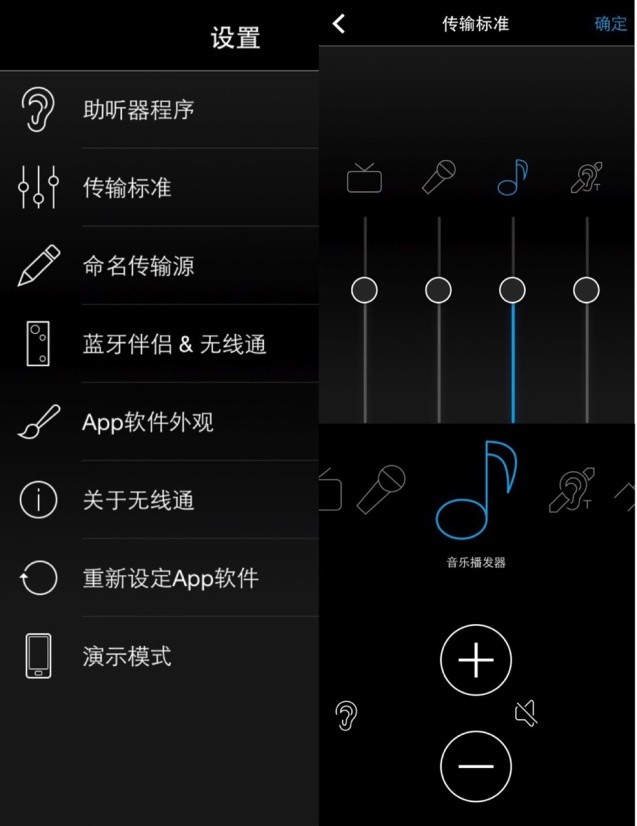 设置
助听器程序
传输标准
命名传输源
蓝牙伴侣 & 无线通
App软件外观
关于无线通
重新设定App软件
演示模式
传输标准
确定
T
T
音乐播发器